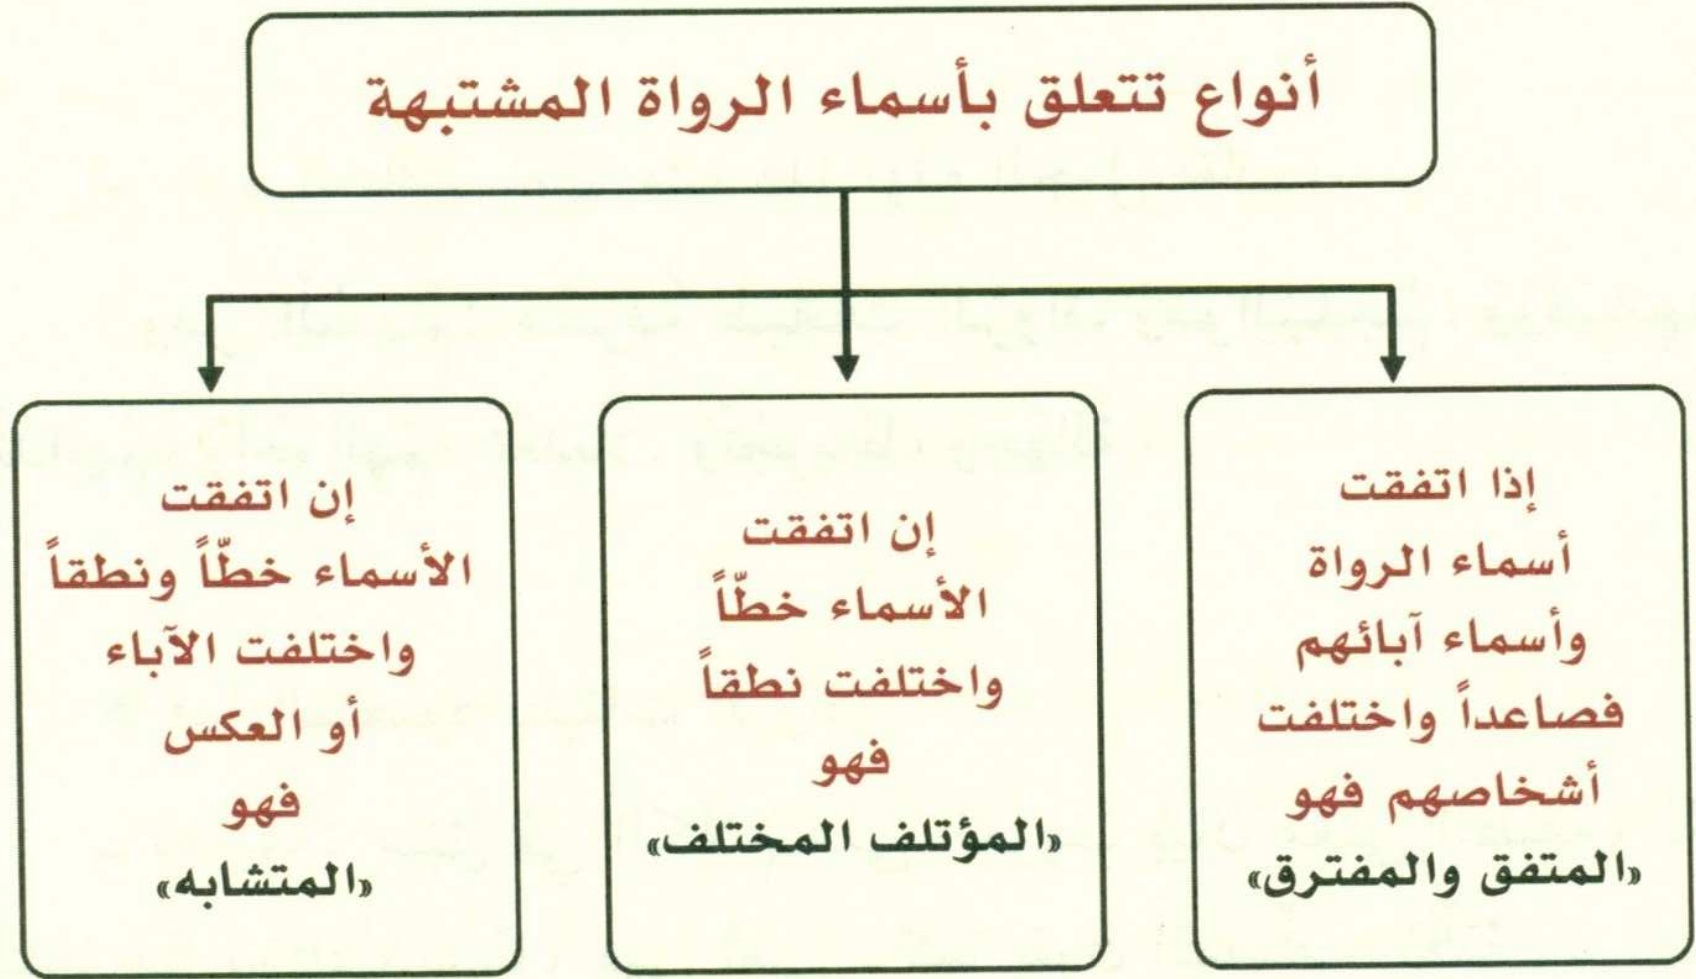 أنواع تتعلق بأسماء الرواة المشتبهة
إذا اتفقت
أسماء الرواة
وأسماء آبائهم
فصاعداً واختلفت
أشخاصهم فهو
«المتفق والمفترق»
إن اتفقت
الأسماء خطّاً
واختلفت نطقاً
فهو
«المؤتلف المختلف»
إن اتفقت
الأسماء خطّاً ونطقاً
واختلفت الآباء
أو العكس
فهو
«المتشابه»